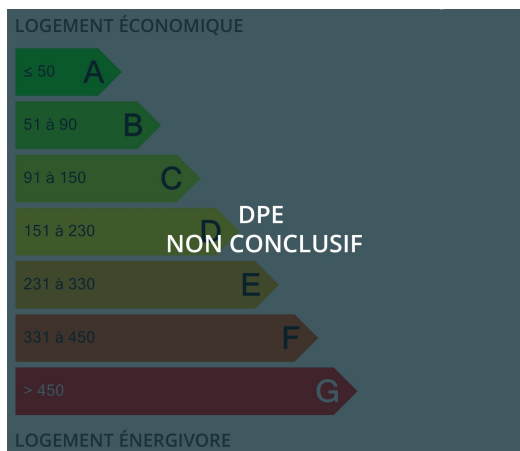 LOGEMENT ÉCONOMIQUE
≤ 50 A
51 à 90 B
91 à 150 C
151 à 230 D
DPE
NON CONCLUSIF
231 à 330 E
331 à 450 F
> 450 G
LOGEMENT ÉNERGIVORE